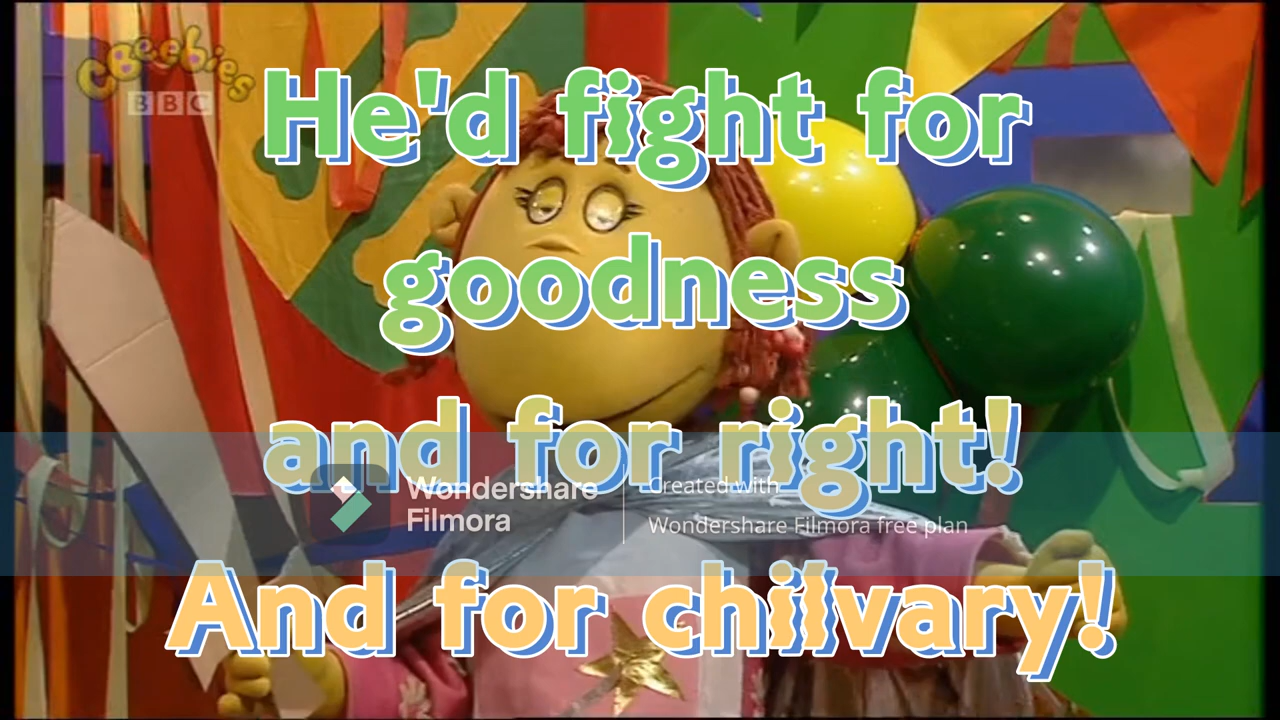 CBeebies
BBC
He'd fight for
goodness
and for right!
Wondershare
Filmora
Created with
Wondershare Filmora free plan
And for chilvary!